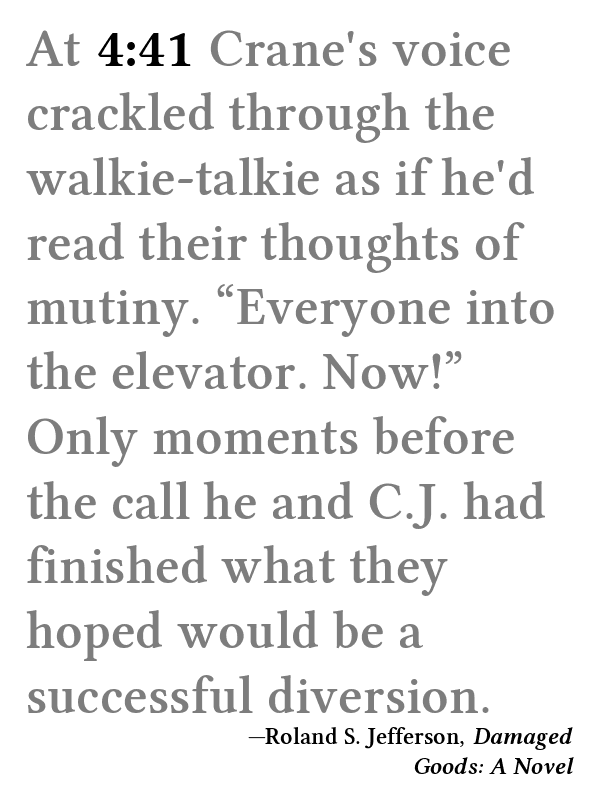 At 4:41 Crane's voice
crackled through the
walkie-talkie as if he'd
read their thoughts of
mutiny. “Everyone into
the elevator. Now!”
Only moments before
the call he and C.J. had
finished what they
hoped would be a
successful diversion.
—Roland S. Jefferson, Damaged
Goods: A Novel